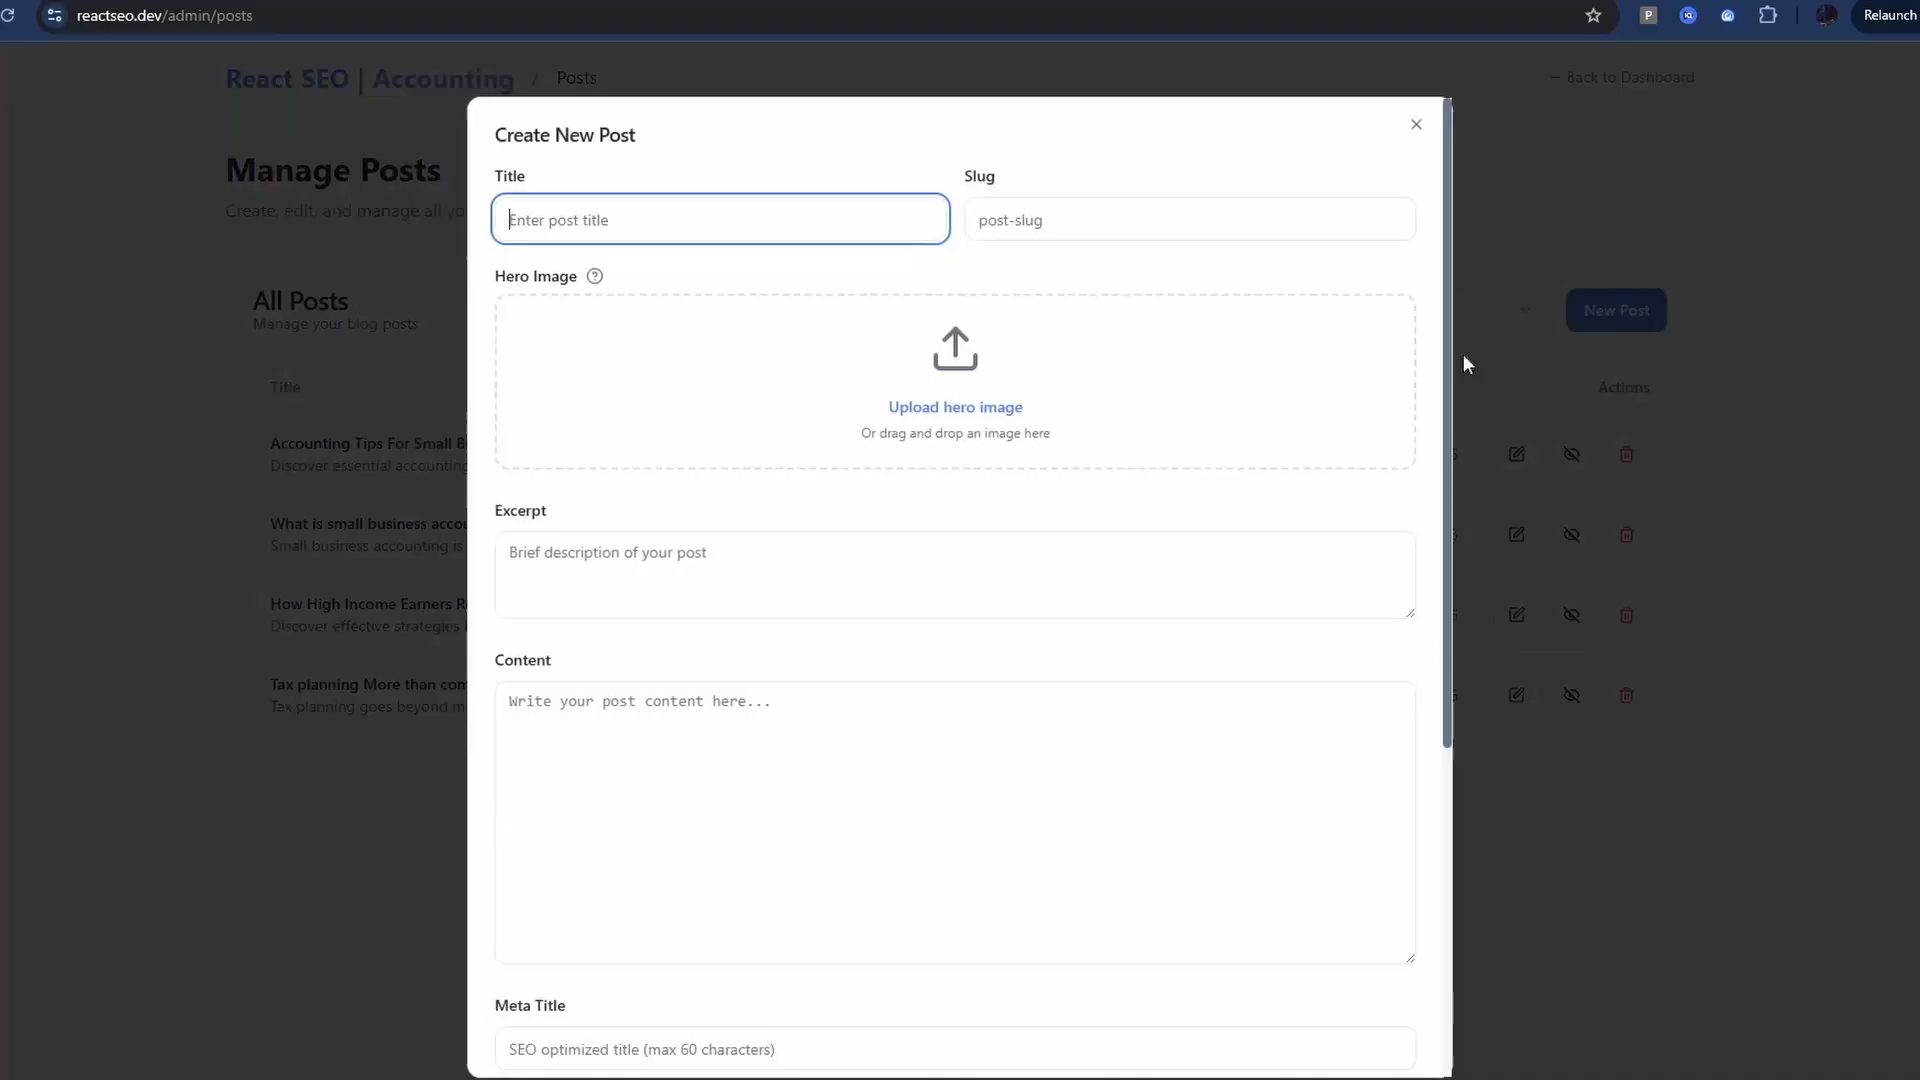 reactseo.dev/admin/posts
P
Relaunch
React SEO | Accounting / Posts
← Back to Dashboard
Create New Post
Manage Posts
Create, edit, and manage all
Title
Slug
Enter post title
post-slug
Hero Image ?
All Posts
Manage your blog posts
New Post
Upload hero image
Or drag and drop an image here
Title
Actions
Accounting Tips For Small
Discover essential accounting
Excerpt
Brief description of your post
What is small business
Small business accounting is
How High Income Earners
Discover effective strategies
Content
Write your post content here...
Tax planning More than
Tax planning goes beyond
Meta Title
SEO optimized title (max 60 characters)